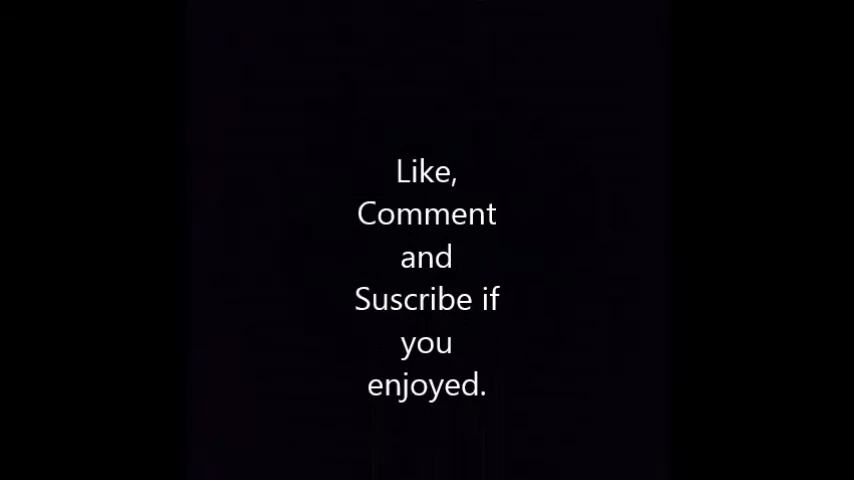 Like,
Comment
and
Suscribe if
you
enjoyed.